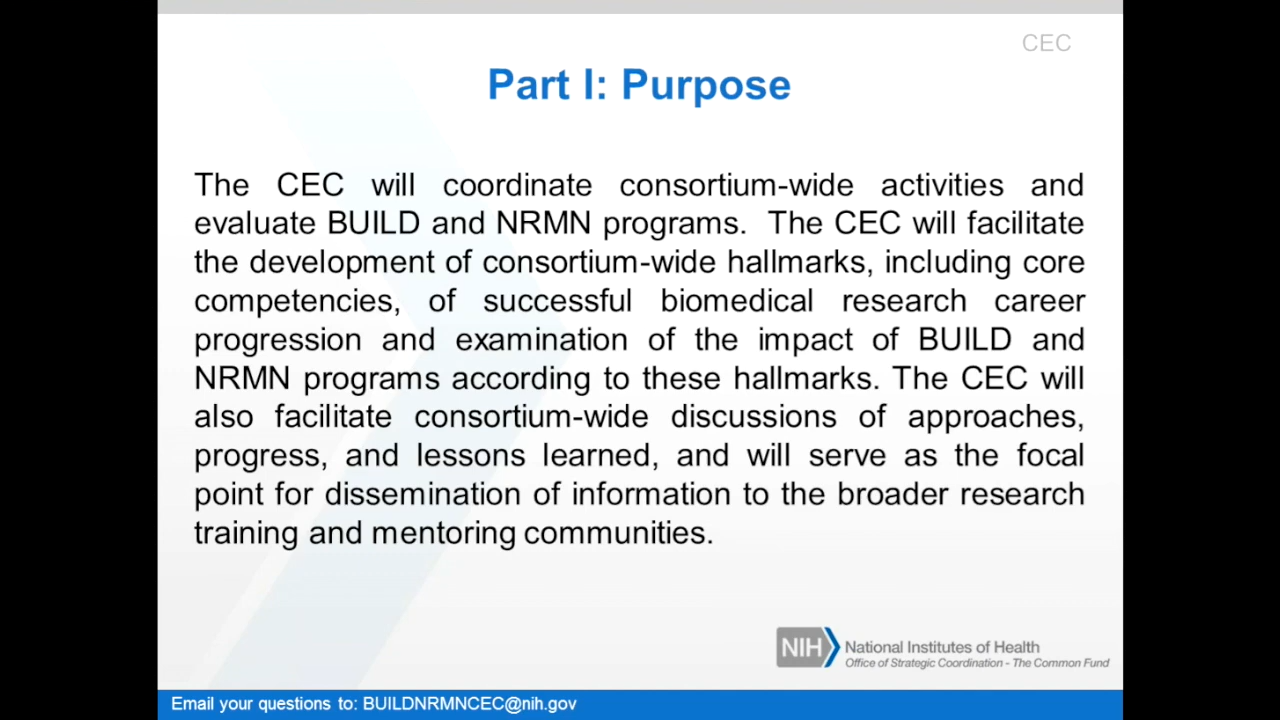 CEC
Part I: Purpose
The CEC will coordinate consortium-wide activities and
evaluate BUILD and NRMN programs.  The CEC will facilitate
the development of consortium-wide hallmarks, including core
competencies, of successful biomedical research career
progression and examination of the impact of BUILD and
NRMN programs according to these hallmarks. The CEC will
also facilitate consortium-wide discussions of approaches,
progress, and lessons learned, and will serve as the focal
point for dissemination of information to the broader research
training and mentoring communities.
NIH
National Institutes of Health
Office of Strategic Coordination - The Common Fund
Email your questions to: BUILDNRMNCEC@nih.gov